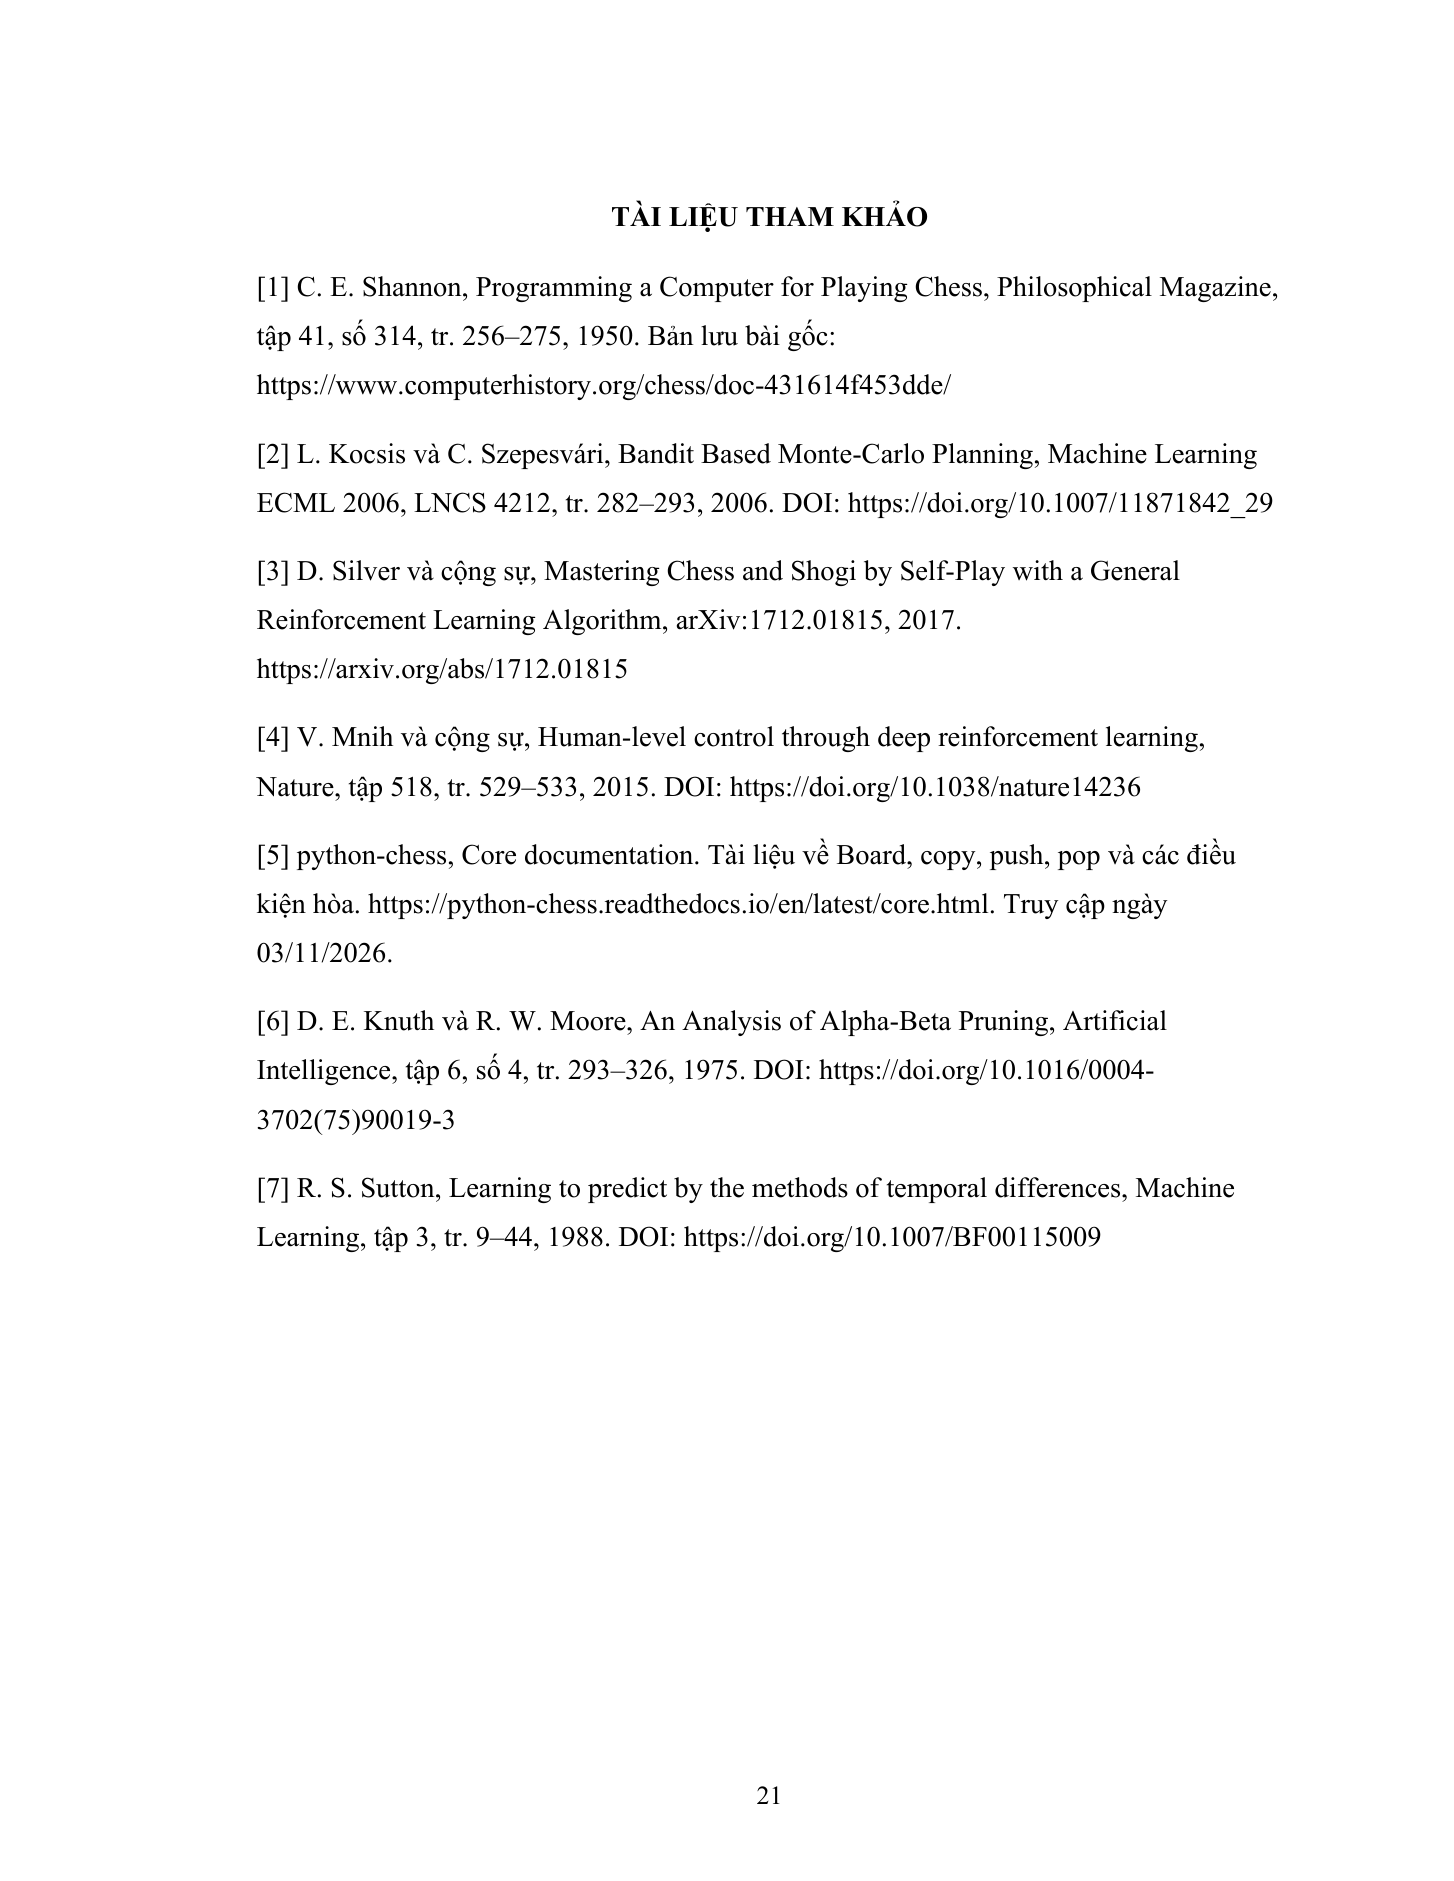 TÀI LIỆU THAM KHẢO
[1] C. E. Shannon, Programming a Computer for Playing Chess, Philosophical Magazine,
tập 41, số 314, tr. 256–275, 1950. Bản lưu bài gốc:
https://www.computerhistory.org/chess/doc-431614f453dde/
[2] L. Kocsis và C. Szepesvári, Bandit Based Monte-Carlo Planning, Machine Learning
ECML 2006, LNCS 4212, tr. 282–293, 2006. DOI: https://doi.org/10.1007/11871842_29
[3] D. Silver và cộng sự, Mastering Chess and Shogi by Self-Play with a General
Reinforcement Learning Algorithm, arXiv:1712.01815, 2017.
https://arxiv.org/abs/1712.01815
[4] V. Mnih và cộng sự, Human-level control through deep reinforcement learning,
Nature, tập 518, tr. 529–533, 2015. DOI: https://doi.org/10.1038/nature14236
[5] python-chess, Core documentation. Tài liệu về Board, copy, push, pop và các điều
kiện hòa. https://python-chess.readthedocs.io/en/latest/core.html. Truy cập ngày
03/11/2026.
[6] D. E. Knuth và R. W. Moore, An Analysis of Alpha-Beta Pruning, Artificial
Intelligence, tập 6, số 4, tr. 293–326, 1975. DOI: https://doi.org/10.1016/0004-
3702(75)90019-3
[7] R. S. Sutton, Learning to predict by the methods of temporal differences, Machine
Learning, tập 3, tr. 9–44, 1988. DOI: https://doi.org/10.1007/BF00115009
21